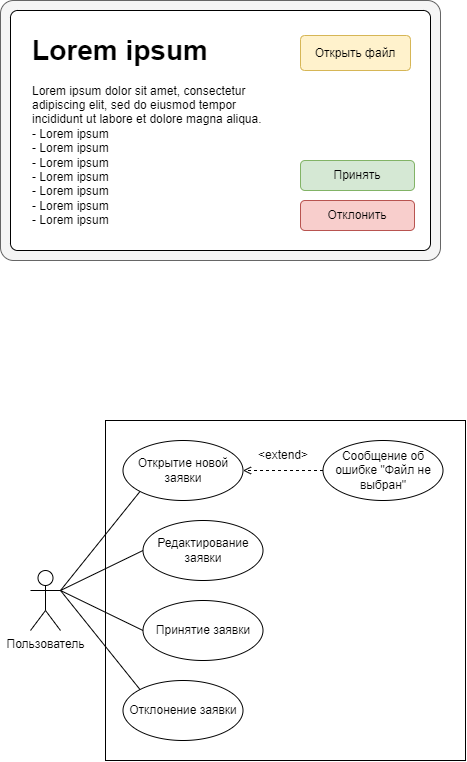 Lorem ipsum
Открыть файл
Lorem ipsum dolor sit amet, consectetur
adipiscing elit, sed do eiusmod tempor
incididunt ut labore et dolore magna aliqua.
- Lorem ipsum
- Lorem ipsum
- Lorem ipsum
- Lorem ipsum
- Lorem ipsum
- Lorem ipsum
- Lorem ipsum
Принять
Отклонить
Открытие новой
заявки
<extend>
Сообщение об
ошибке "Файл не
выбран"
Редактирование
заявки
Принятие заявки
Пользователь
Отклонение заявки